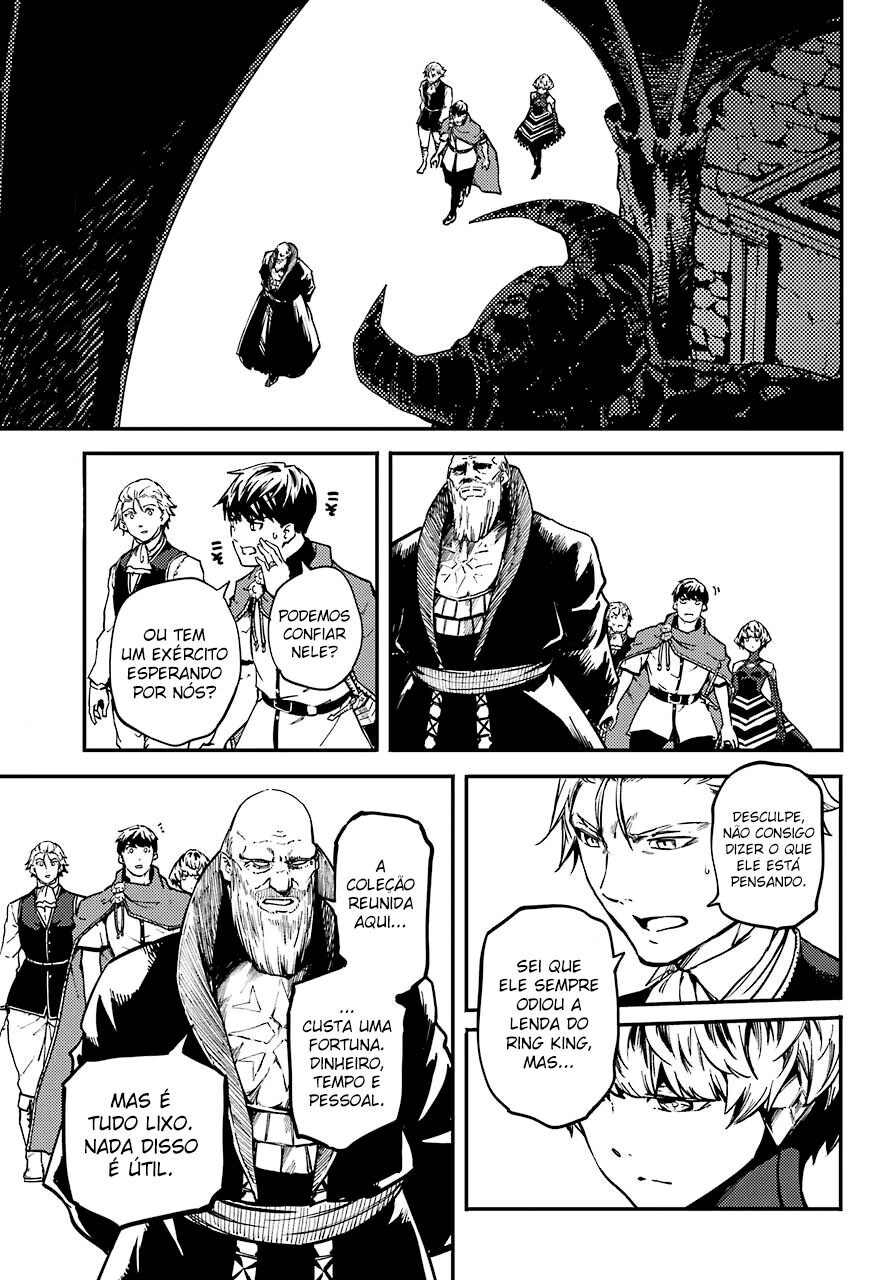 PODEMOS
CONFIAR
NELE?
OU TEM
UM EXÉRCITO
ESPERANDO
POR NÓS?
DESCULPE,
NÃO CONSIGO
DIZER O QUE
ELE ESTÁ
PENSANDO.
SEI QUE
ELE SEMPRE
ODIOU A
LENDA DO
RING KING,
MAS...
A
COLEÇÃO
REUNIDA
AQUI...
...
CUSTA UMA
FORTUNA.
DINHEIRO,
TEMPO E
PESSOAL.
MAS É
TUDO LIXO.
NADA DISSO
É ÚTIL.